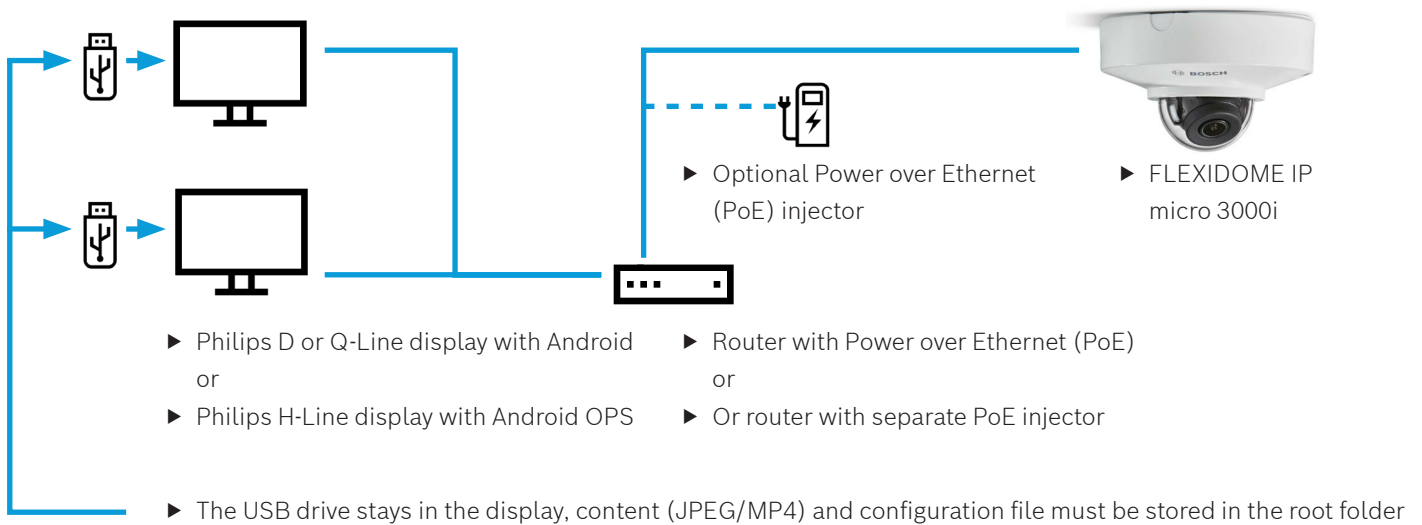 BOSCH
▶ Optional Power over Ethernet
(PoE) injector
▶ FLEXIDOME IP
micro 3000i
▶ Philips D or Q-Line display with Android
or
▶ Philips H-Line display with Android OPS
▶ Router with Power over Ethernet (PoE)
or
▶ Or router with separate PoE injector
▶ The USB drive stays in the display, content (JPEG/MP4) and configuration file must be stored in the root folder